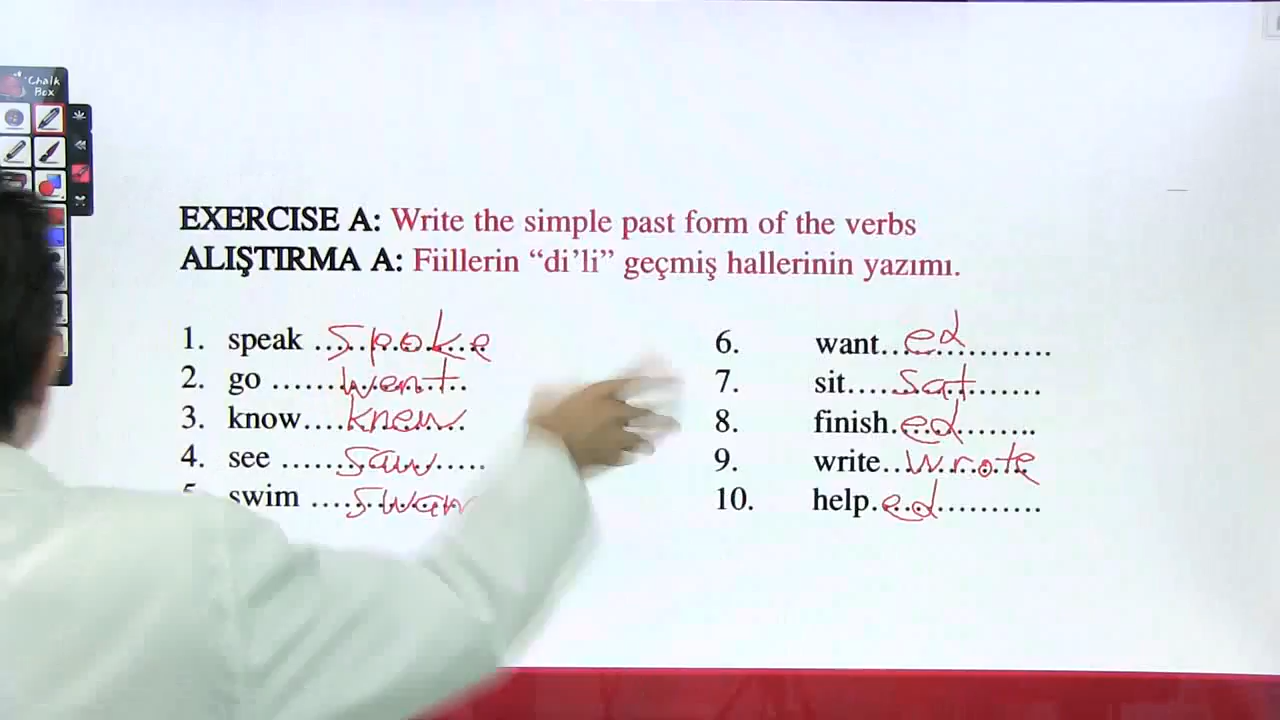 Chalk
Box
EXERCISE A: Write the simple past form of the verbs
ALIŞTIRMA A: Fiillerin “di’li” geçmiş hallerinin yazımı.
1. speak ................ spoke
2. go .................. went
3. know................ knew
4. see .................. saw
swim ................
6. want................ ed
7. sit.................. sat
8. finish............... ed
9. write............... wrote
10. help................ ed